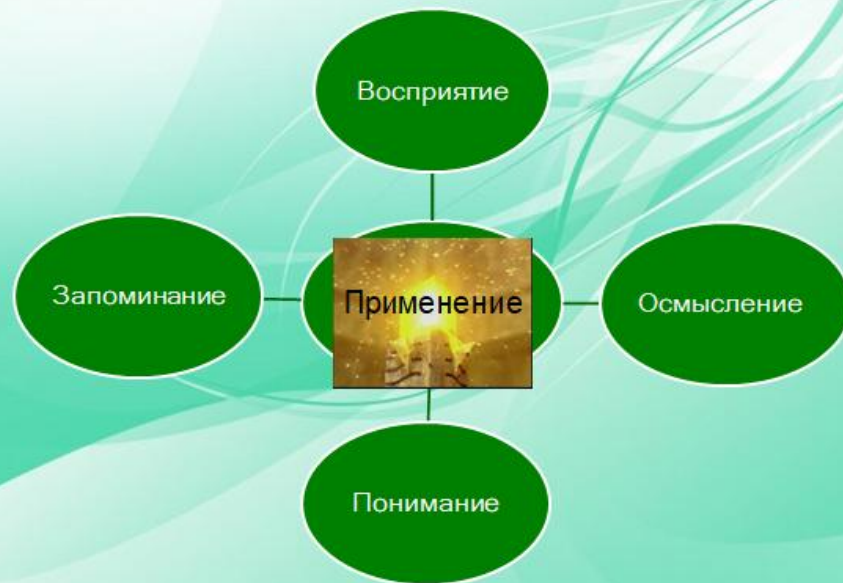 Восприятие
Запоминание
Применение
Осмысление
Понимание